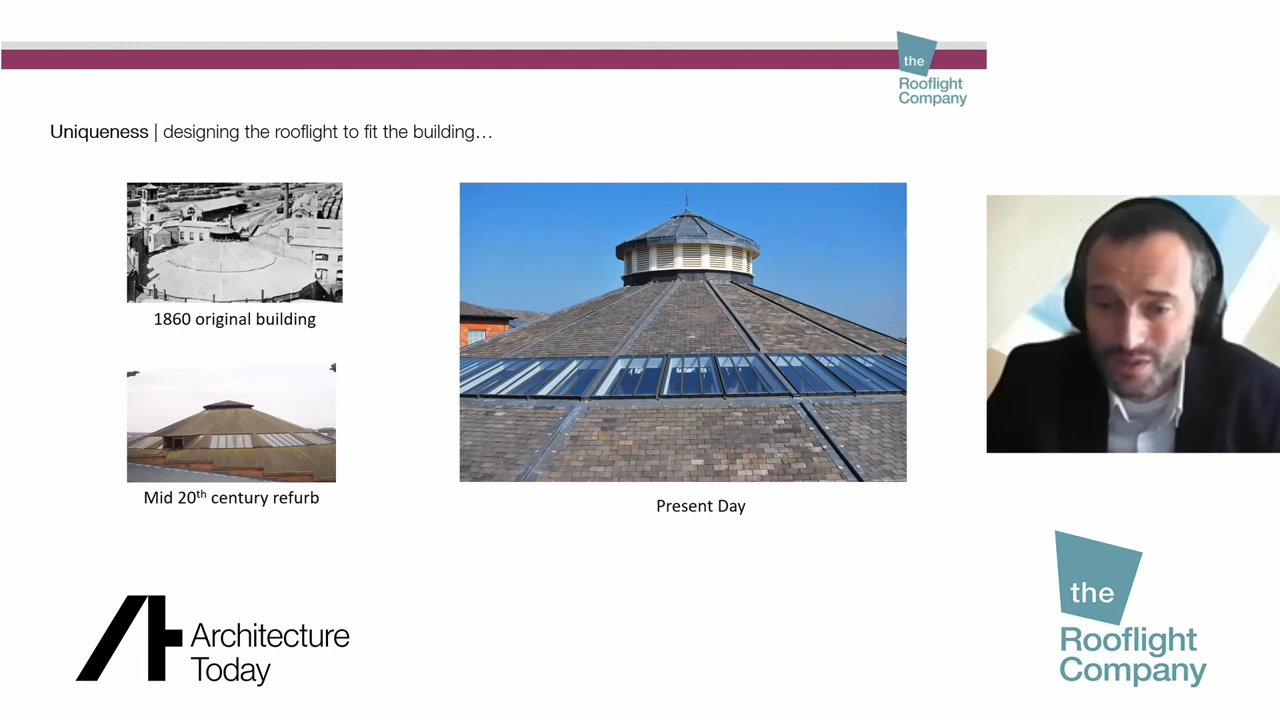 the
Rooflight
Company
Uniqueness | designing the rooflight to fit the building…
1860 original building
Mid 20th century refurb
Present Day
Architecture
Today
the
Rooflight
Company